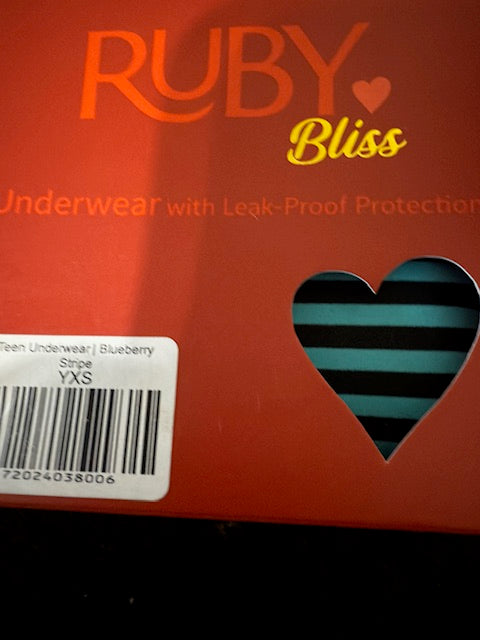 RUBY
Bliss
Underwear with Leak-Proof Protection
Teen Underwear | Blueberry
Stripe
YXS
72024038006